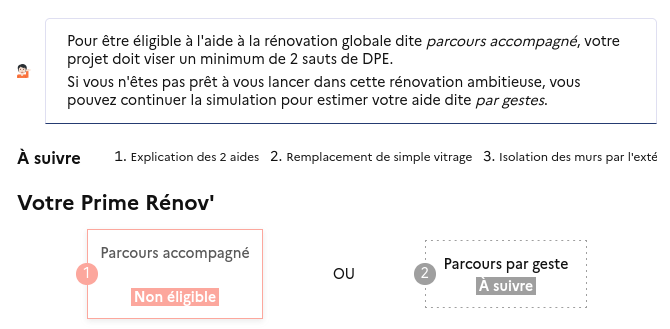 Pour être éligible à l'aide à la rénovation globale dite parcours accompagné, votre
projet doit viser un minimum de 2 sauts de DPE.
Si vous n'êtes pas prêt à vous lancer dans cette rénovation ambitieuse, vous
pouvez continuer la simulation pour estimer votre aide dite par gestes.
À suivre 1. Explication des 2 aides 2. Remplacement de simple vitrage 3. Isolation des murs par l'exté
Votre Prime Rénov'
Parcours accompagné
1
Non éligible
OU
2
Parcours par geste
À suivre